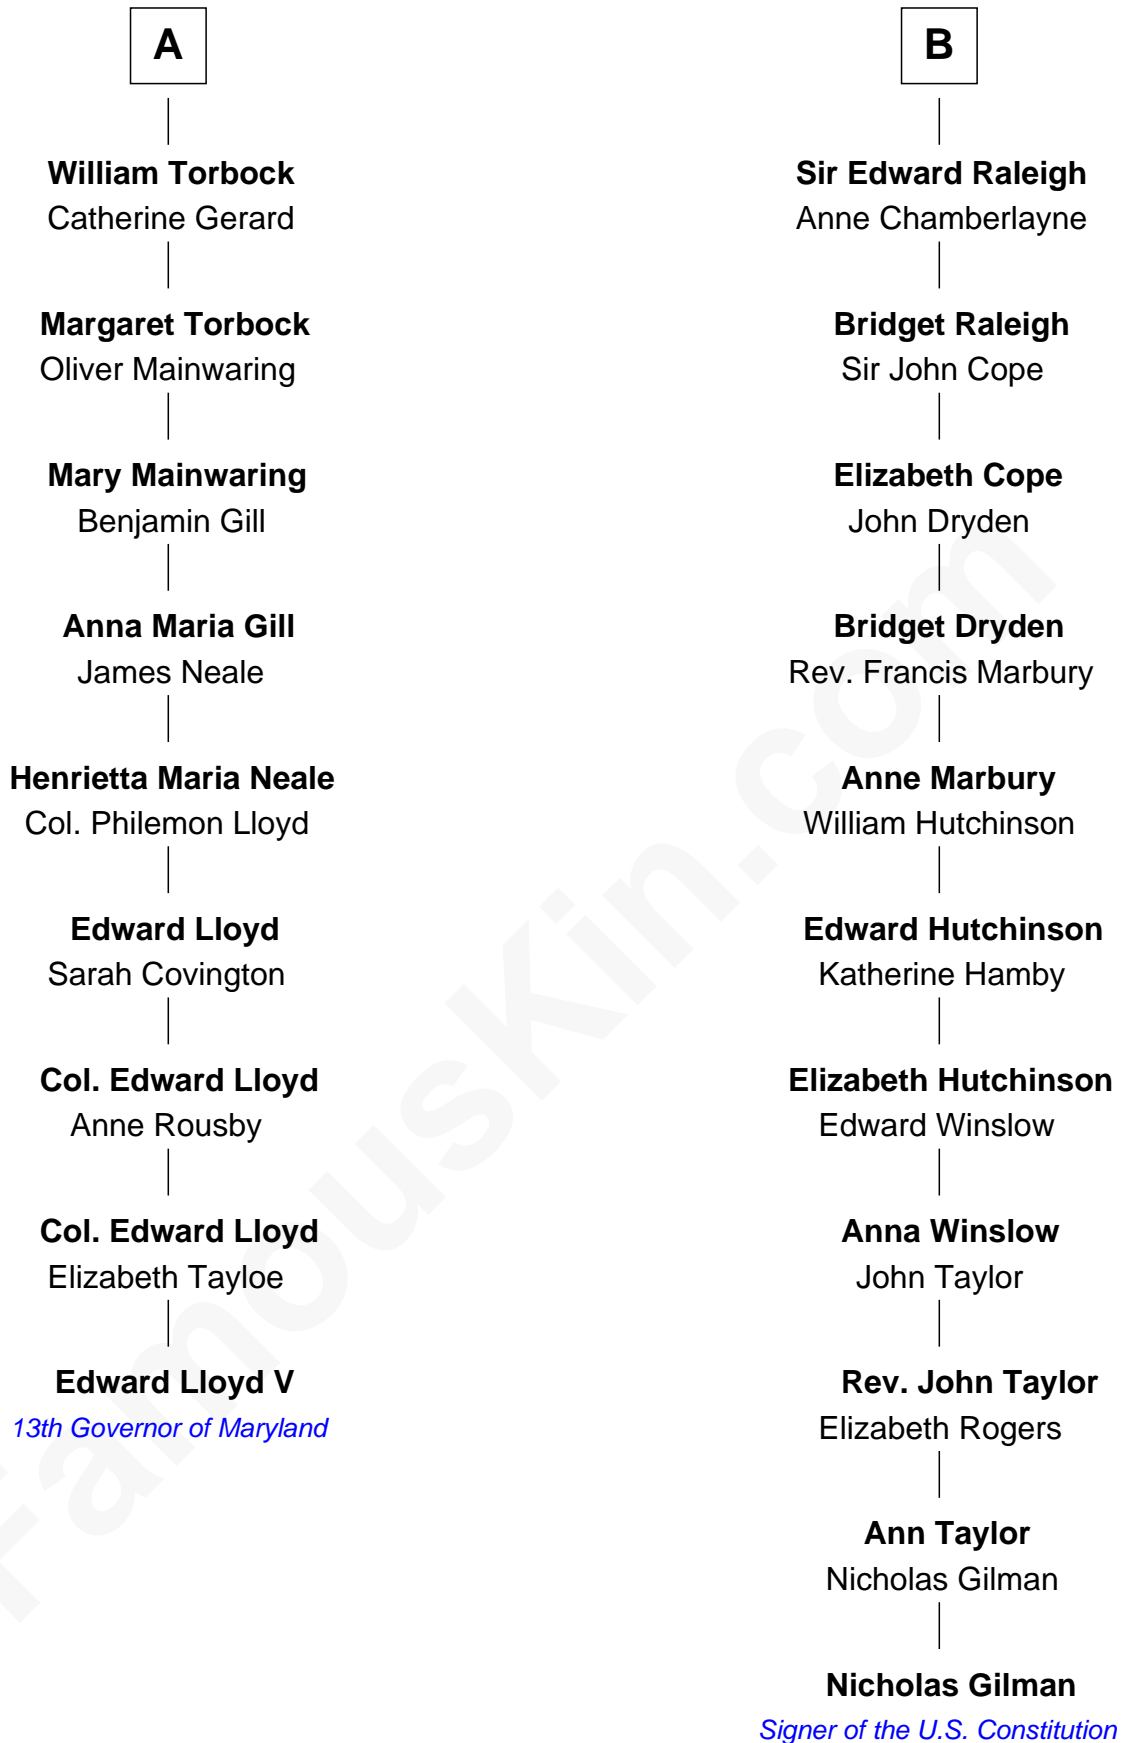 A
William Torbock
Catherine Gerard
Margaret Torbock
Oliver Mainwaring
Mary Mainwaring
Benjamin Gill
Anna Maria Gill
James Neale
Henrietta Maria Neale
Col. Philemon Lloyd
Edward Lloyd
Sarah Covington
Col. Edward Lloyd
Anne Rousby
Col. Edward Lloyd
Elizabeth Tayloe
Edward Lloyd V
13th Governor of Maryland
B
Sir Edward Raleigh
Anne Chamberlayne
Bridget Raleigh
Sir John Cope
Elizabeth Cope
John Dryden
Bridget Dryden
Rev. Francis Marbury
Anne Marbury
William Hutchinson
Edward Hutchinson
Katherine Hamby
Elizabeth Hutchinson
Edward Winslow
Anna Winslow
John Taylor
Rev. John Taylor
Elizabeth Rogers
Ann Taylor
Nicholas Gilman
Nicholas Gilman
Signer of the U.S. Constitution
FamousKin.com